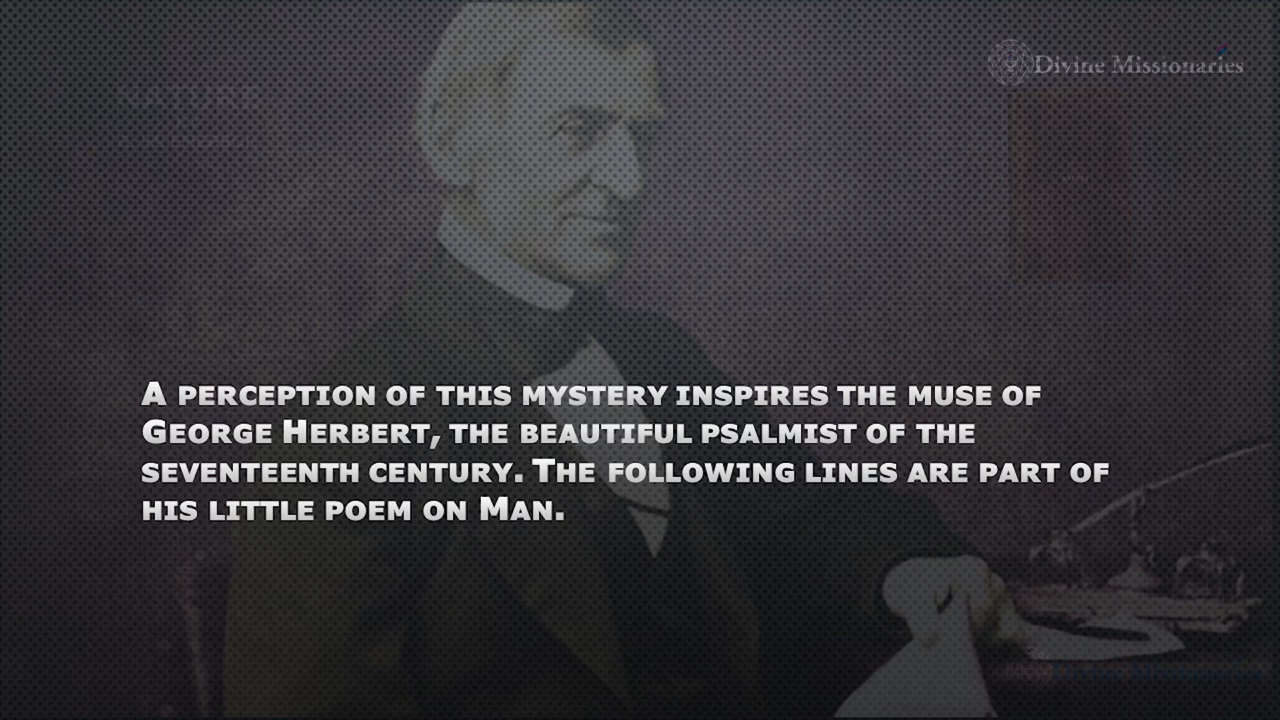 Divine Missionaries
NATURE
A PERCEPTION OF THIS MYSTERY INSPIRES THE MUSE OF
GEORGE HERBERT, THE BEAUTIFUL PSALMIST OF THE
SEVENTEENTH CENTURY. THE FOLLOWING LINES ARE PART OF
HIS LITTLE POEM ON MAN.